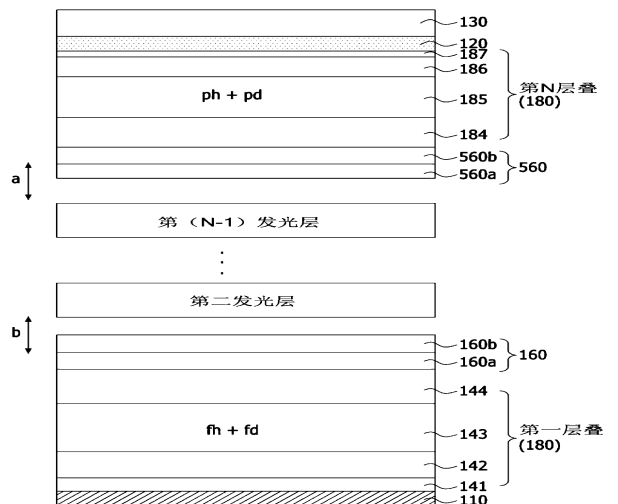 130
120
187
186
ph + pd
185
184
第N层叠
(180)
560b
560a
560
a
第（N-1）发光层
第二发光层
b
160b
160a
160
144
fh + fd
143
142
141
110
第一层叠
(180)